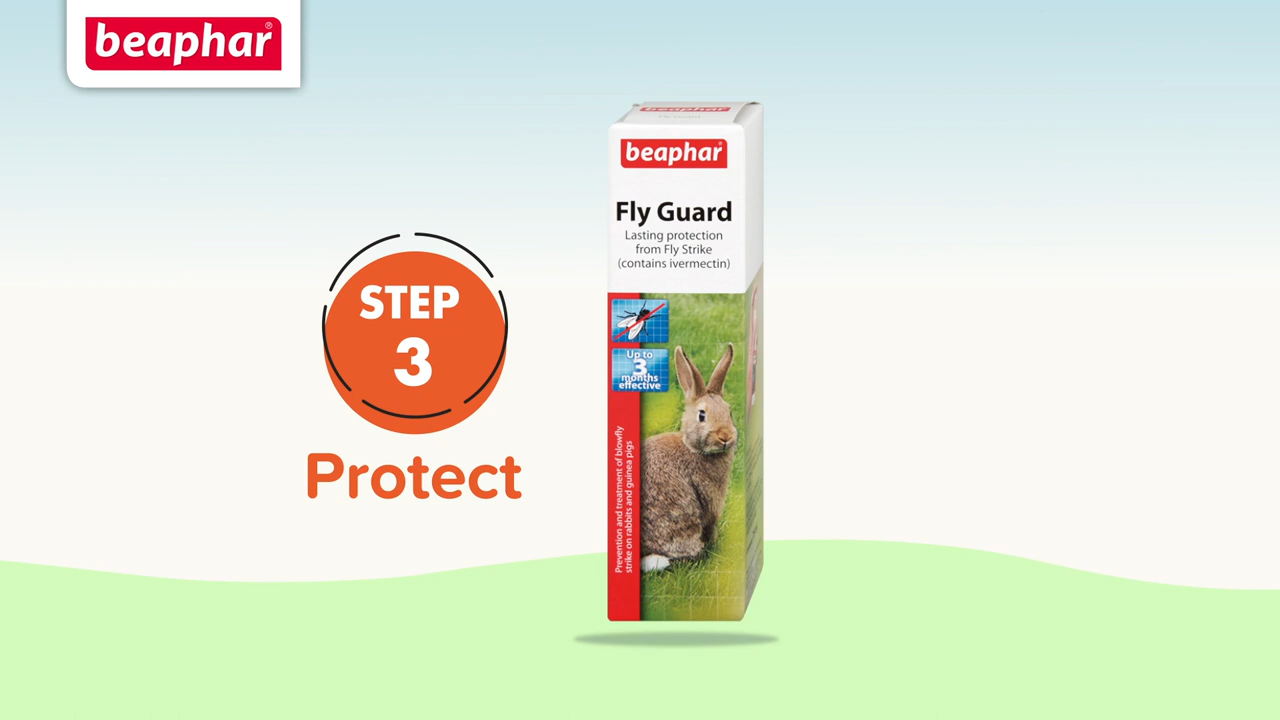 beaphar®
STEP
3
Protect
beaphar
beaphar
Fly Guard
Lasting protection
from Fly Strike
(contains ivermectin)
Up to
3
months
effective
Prevention and treatment of blowfly
strike on rabbits and guinea pigs